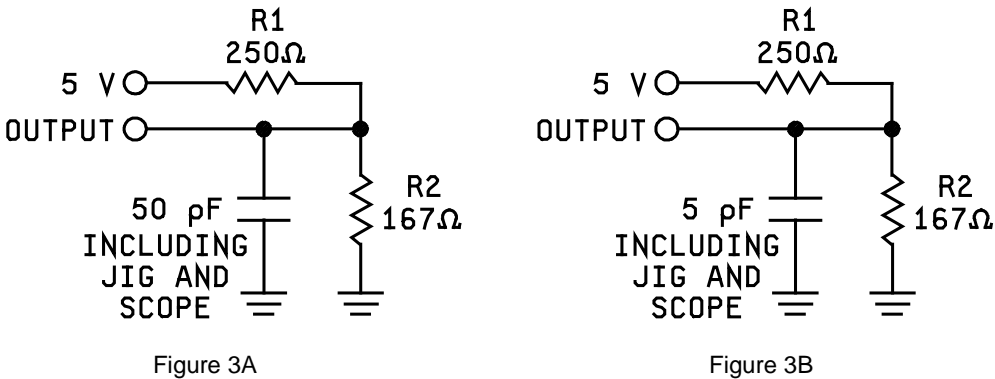 R1
250Ω
5 V
OUTPUT
R2
167Ω
50 pF
INCLUDING
JIG AND
SCOPE
Figure 3A
R1
250Ω
5 V
OUTPUT
R2
167Ω
5 pF
INCLUDING
JIG AND
SCOPE
Figure 3B